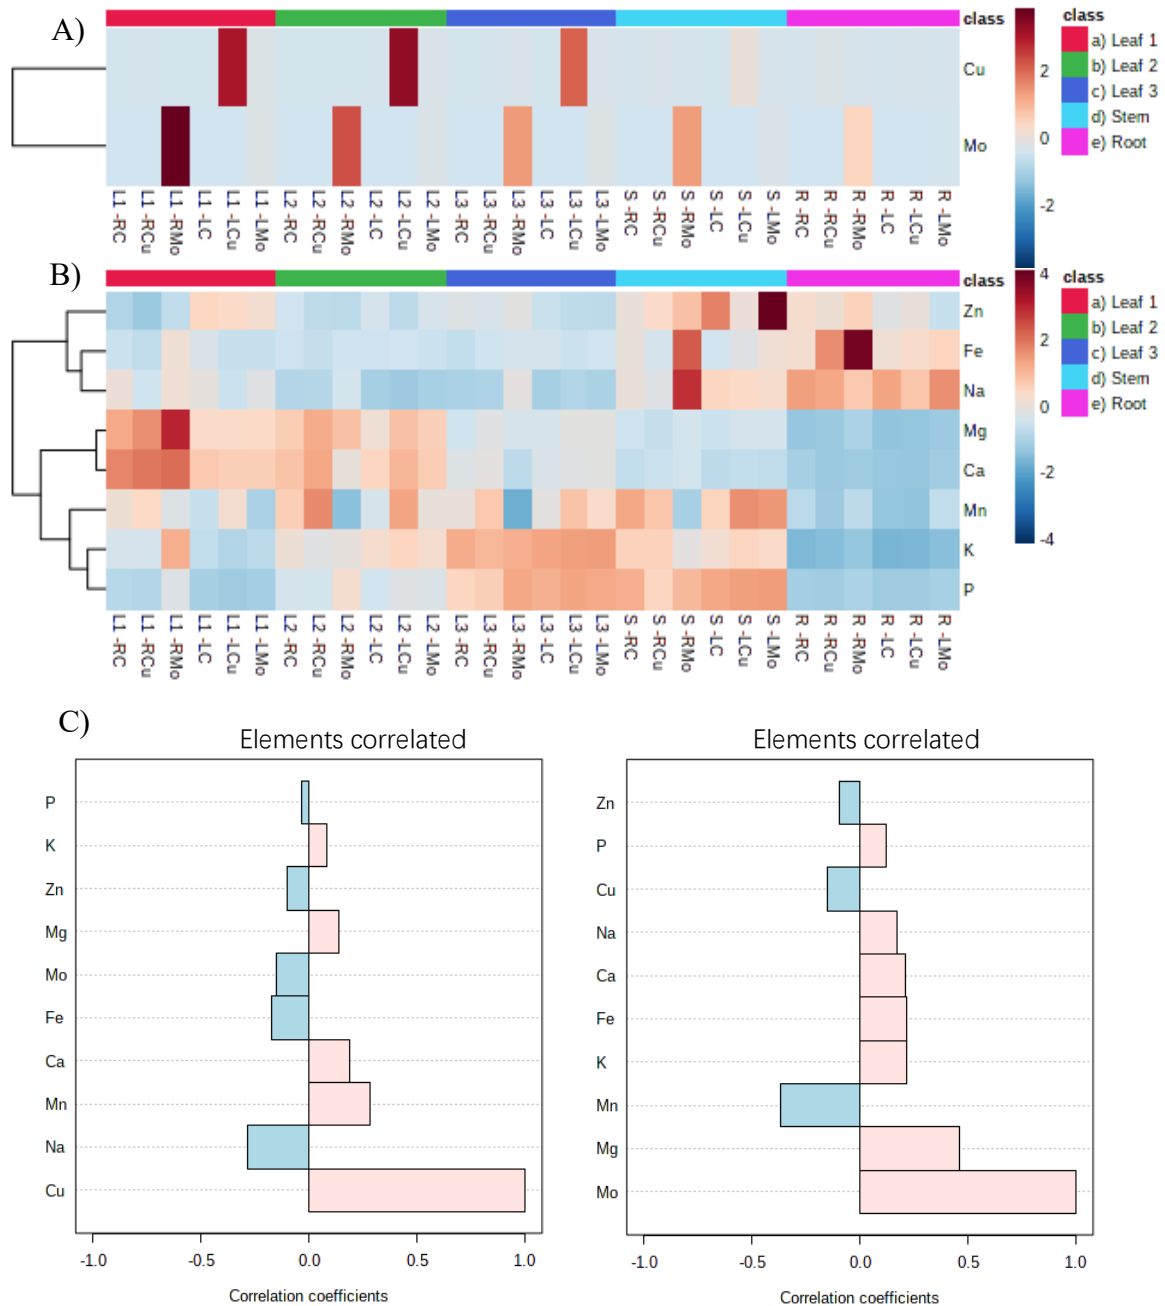 A)
class
Cu
Mo
2
0
-2
class
a) Leaf 1
b) Leaf 2
c) Leaf 3
d) Stem
e) Root
L1 -RC
L1 -RCu
L1 -RMo
L1 -LC
L1 -LCu
L1 -LMo
L2 -RC
L2 -RCu
L2 -RMo
L2 -LC
L2 -LCu
L2 -LMo
L3 -RC
L3 -RCu
L3 -RMo
L3 -LC
L3 -LCu
L3 -LMo
S -RC
S -RCu
S -RMo
S -LC
S -LCu
S -LMo
R -RC
R -RCu
R -RMo
R -LC
R -LCu
R -LMo
B)
class
Zn
Fe
Na
Mg
Ca
Mn
K
P
4
2
0
-2
-4
class
a) Leaf 1
b) Leaf 2
c) Leaf 3
d) Stem
e) Root
L1 -RC
L1 -RCu
L1 -RMo
L1 -LC
L1 -LCu
L1 -LMo
L2 -RC
L2 -RCu
L2 -RMo
L2 -LC
L2 -LCu
L2 -LMo
L3 -RC
L3 -RCu
L3 -RMo
L3 -LC
L3 -LCu
L3 -LMo
S -RC
S -RCu
S -RMo
S -LC
S -LCu
S -LMo
R -RC
R -RCu
R -RMo
R -LC
R -LCu
R -LMo
C)
Elements correlated
P
K
Zn
Mg
Mo
Fe
Ca
Mn
Na
Cu
-1.0 -0.5 0.0 0.5 1.0
Correlation coefficients
Elements correlated
Zn
P
Cu
Na
Ca
Fe
K
Mn
Mg
Mo
-1.0 -0.5 0.0 0.5 1.0
Correlation coefficients